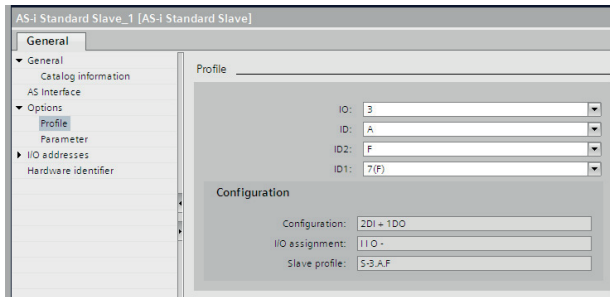 AS-i Standard Slave_1 [AS-i Standard Slave]
General
General
Catalog information
AS Interface
Options
Profile
Parameter
I/O addresses
Hardware identifier
Profile
IO: 3
ID: A
ID2: F
ID1: 7(F)
Configuration
Configuration: 2DI + 1DO
I/O assignment: I I O -
Slave profile: S-3.A.F